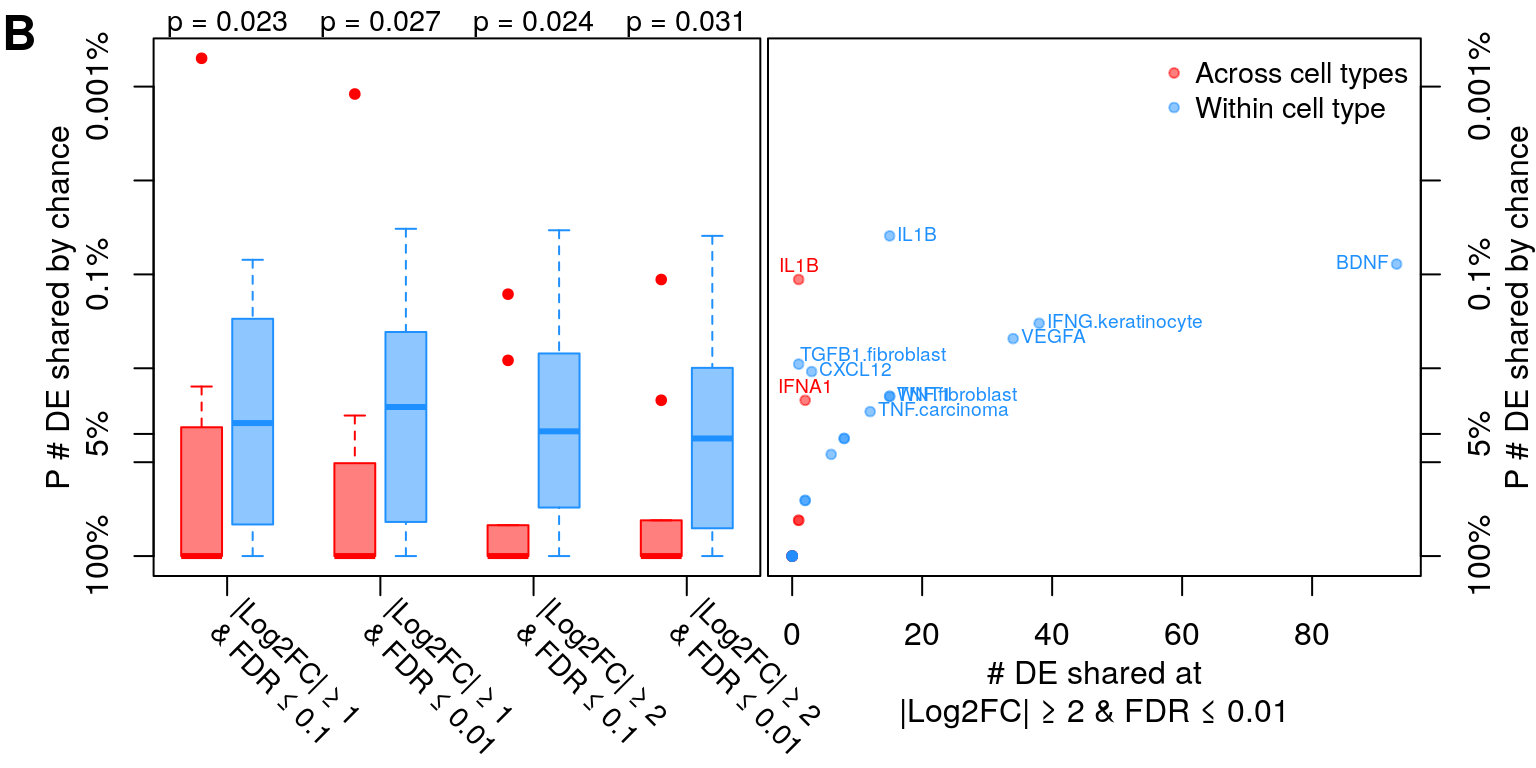 B
p = 0.023
p = 0.027
p = 0.024
p = 0.031
P # DE shared by chance
0.001%
0.1%
5%
100%
|Log2FC| ≥ 1
& FDR ≤ 0.1
|Log2FC| ≥ 1
& FDR ≤ 0.01
|Log2FC| ≥ 2
& FDR ≤ 0.1
|Log2FC| ≥ 2
& FDR ≤ 0.01
Across cell types
Within cell type
IL1B
IL1B
BDNF
IFNG.keratinocyte
VEGFA
TGFB1.fibroblast
CXCL12
IFNA1
TNF.carcinoma
0
20
40
60
80
# DE shared at
|Log2FC| ≥ 2 & FDR ≤ 0.01
0.001%
0.1%
5%
100%
P # DE shared by chance